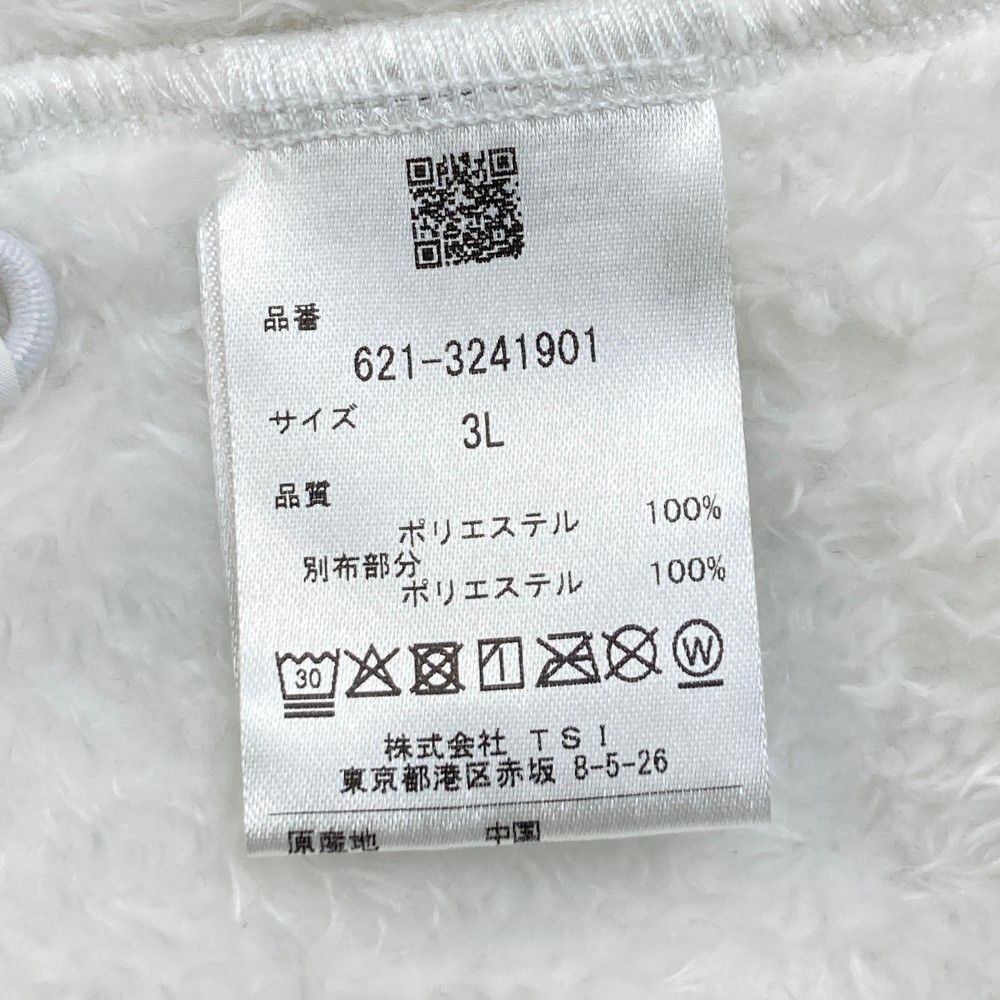 品番
621-3241901
サイズ 3L
品質
ポリエステル 100%
別布部分
ポリエステル 100%
30 W
株式会社 TSI
東京都港区赤坂 8-5-26
原産地 中国